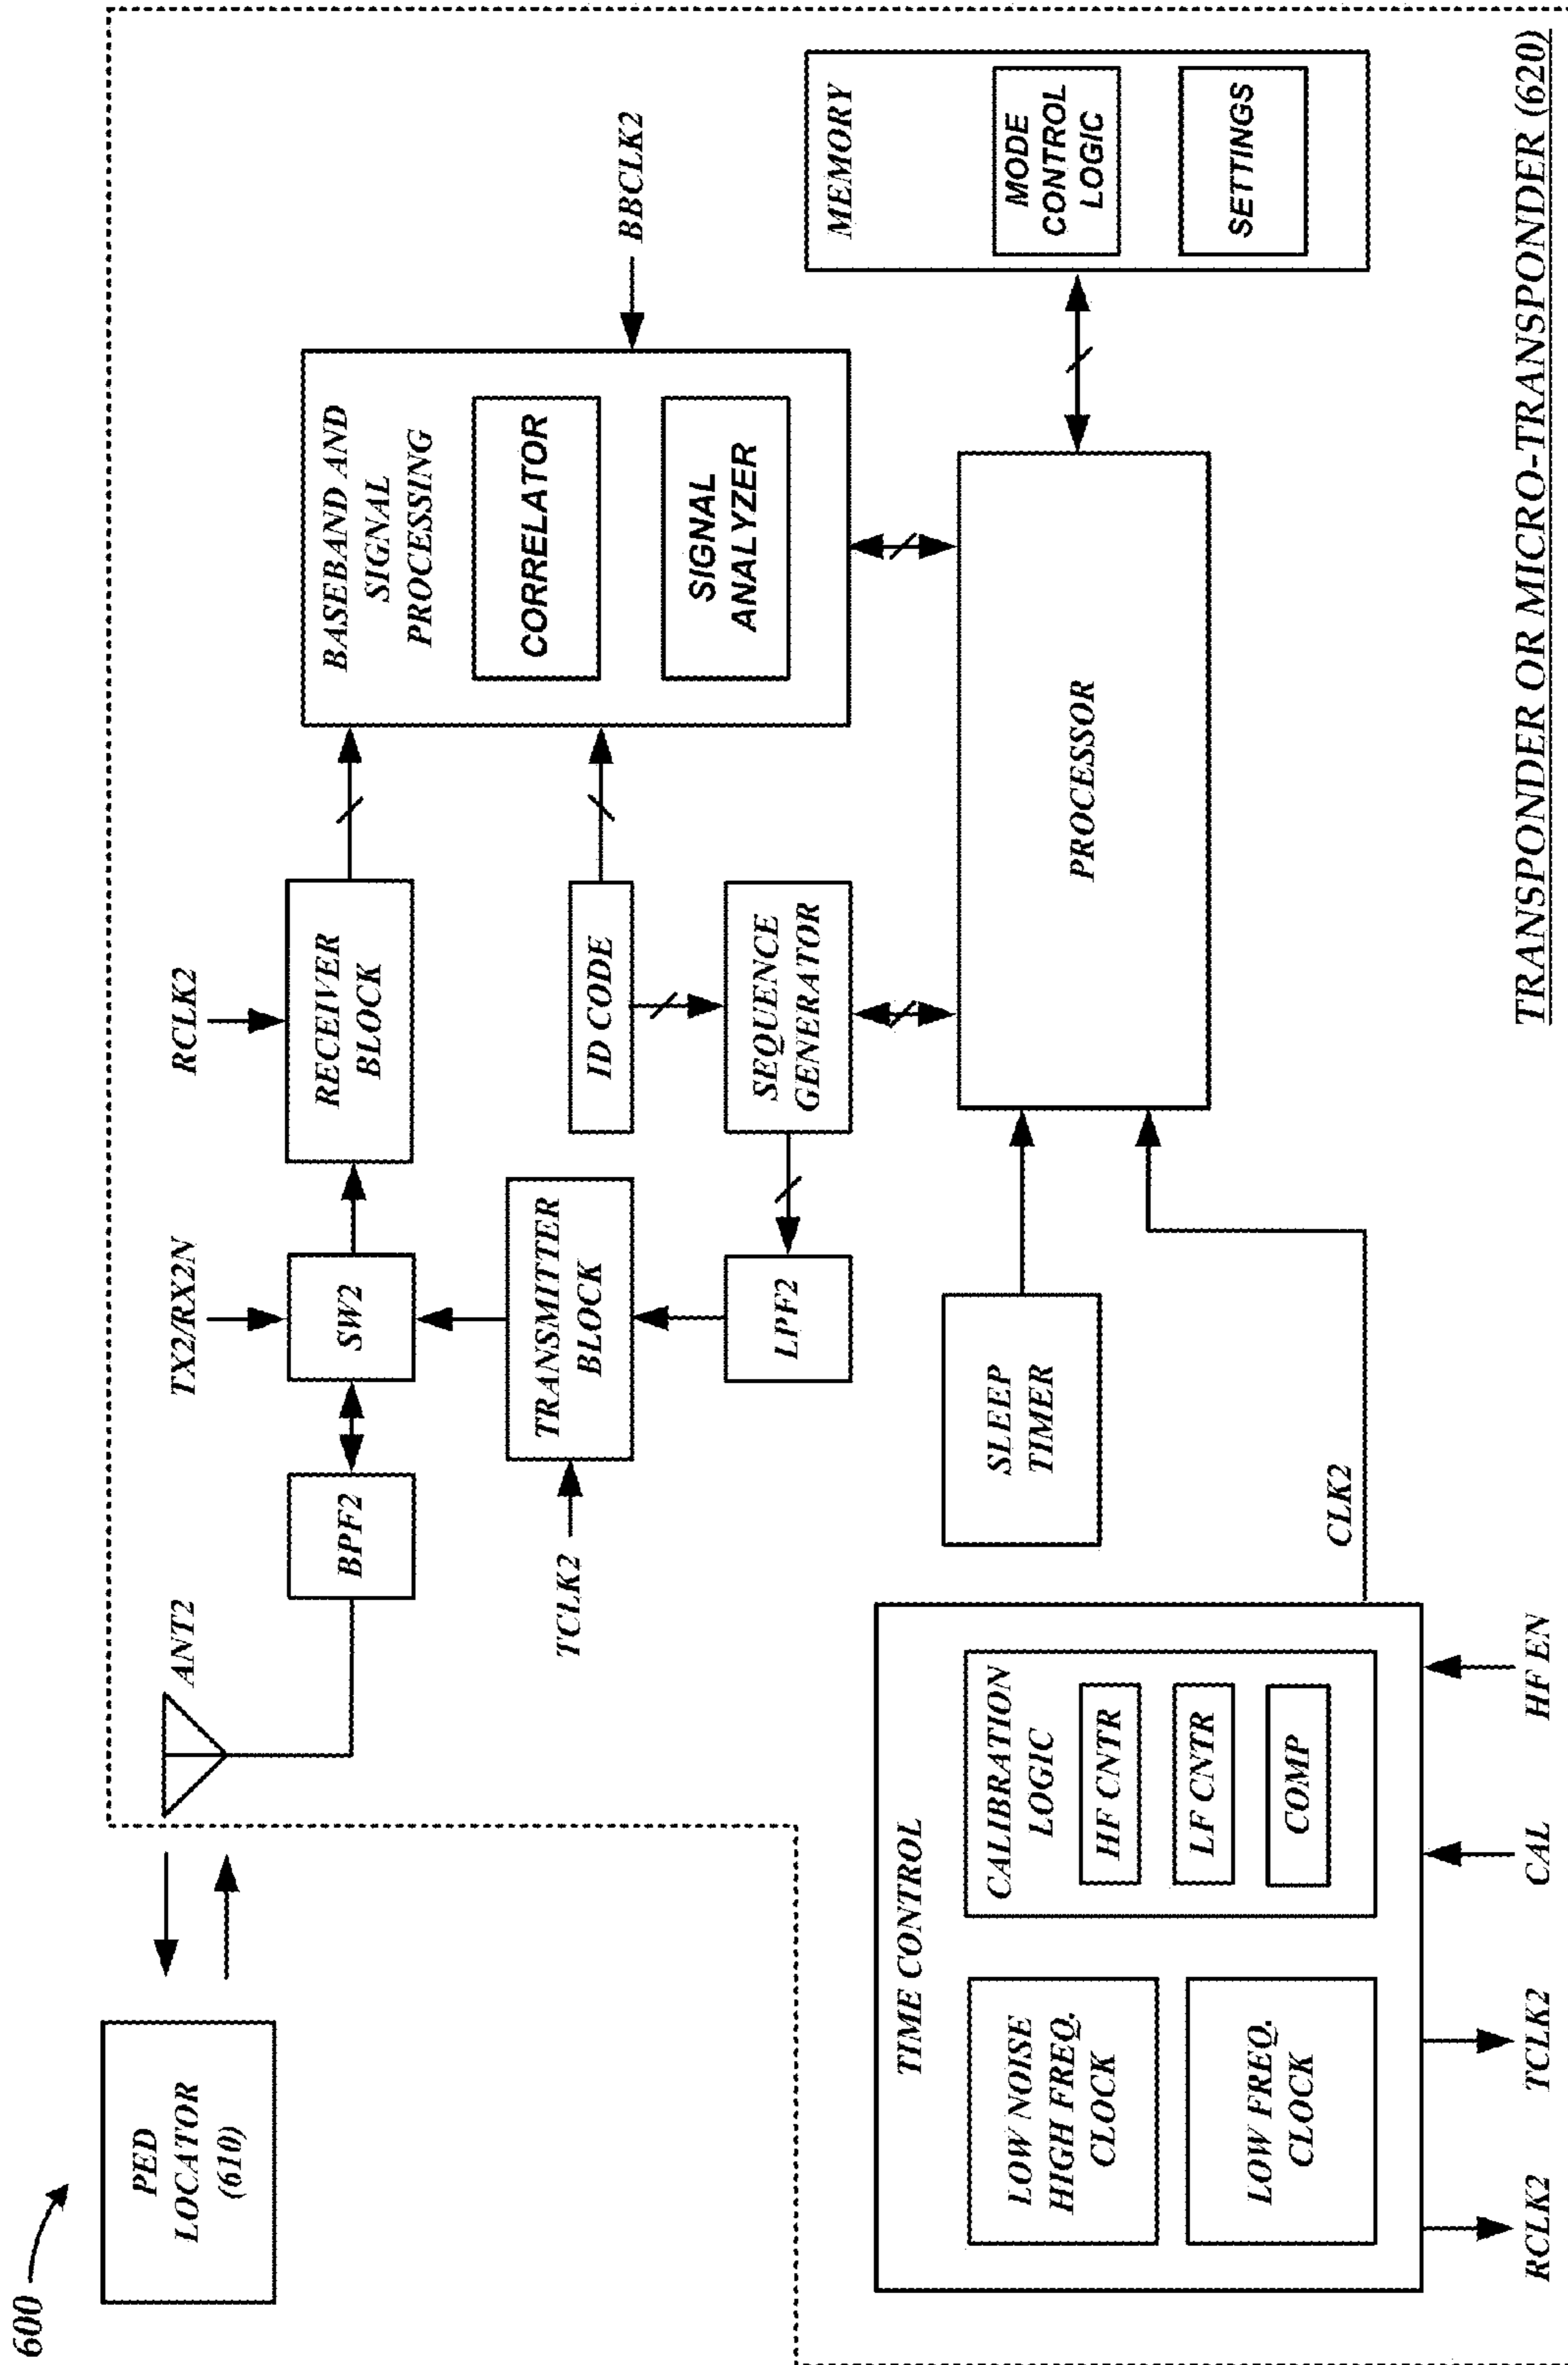 600
PED
LOCATOR
(610)
ANT2
BPF2
TX2/RX2N
SW2
RCLK2
RECEIVER
BLOCK
BASEBAND AND
SIGNAL
PROCESSING
CORRELATOR
SIGNAL
ANALYZER
BBCLK2
TCLK2
TRANSMITTER
BLOCK
ID CODE
LPF2
SEQUENCE
GENERATOR
MEMORY
MODE
CONTROL
LOGIC
SETTINGS
PROCESSOR
SLEEP
TIMER
CLK2
TIME CONTROL
LOW NOISE
HIGH FREQ.
CLOCK
LOW FREQ.
CLOCK
CALIBRATION
LOGIC
HF CNTR
LF CNTR
COMP
RCLK2
TCLK2
CAL
HF EN
TRANSPONDER OR MICRO-TRANSPONDER (620)